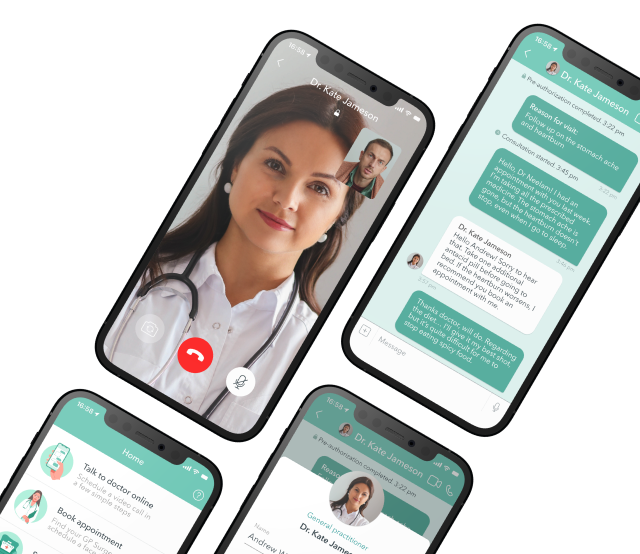 16:58
Dr. Kate Jameson
16:58
Dr. Kate Jameson
Pre-authorization completed, 3:22 pm
Reason for visit:
Follow up on the stomach ache
and heartburn
3:22 pm
Consultation started, 3:45 pm
Hello, Dr Neelam! I had an
appointment with you last week.
I'm taking all the prescribed
medicine. The stomach ache is
gone, but the heartburn doesn't
stop, even when I go to sleep.
3:46 pm
Dr. Kate Jameson
Hello Andrew! Sorry to hear
that. Take one additional
antacid pill before going to
bed. If the heartburn worsens, I
recommend you book an
appointment with me.
3:57 pm
Thanks doctor, will do. Regarding
the diet... I'll give it my best shot,
but it's quite difficult for me to
stop eating spicy food.
Message
16:58
Home
Talk to doctor online
Schedule a video call in
a few simple steps
Book appointment
Find your GP Surge
schedule a face
16:58
Dr. Kate Jameson
Pre-authorization completed, 3:22 pm
Reaso
General practitioner
Dr. Kate James
Name
Andrew W